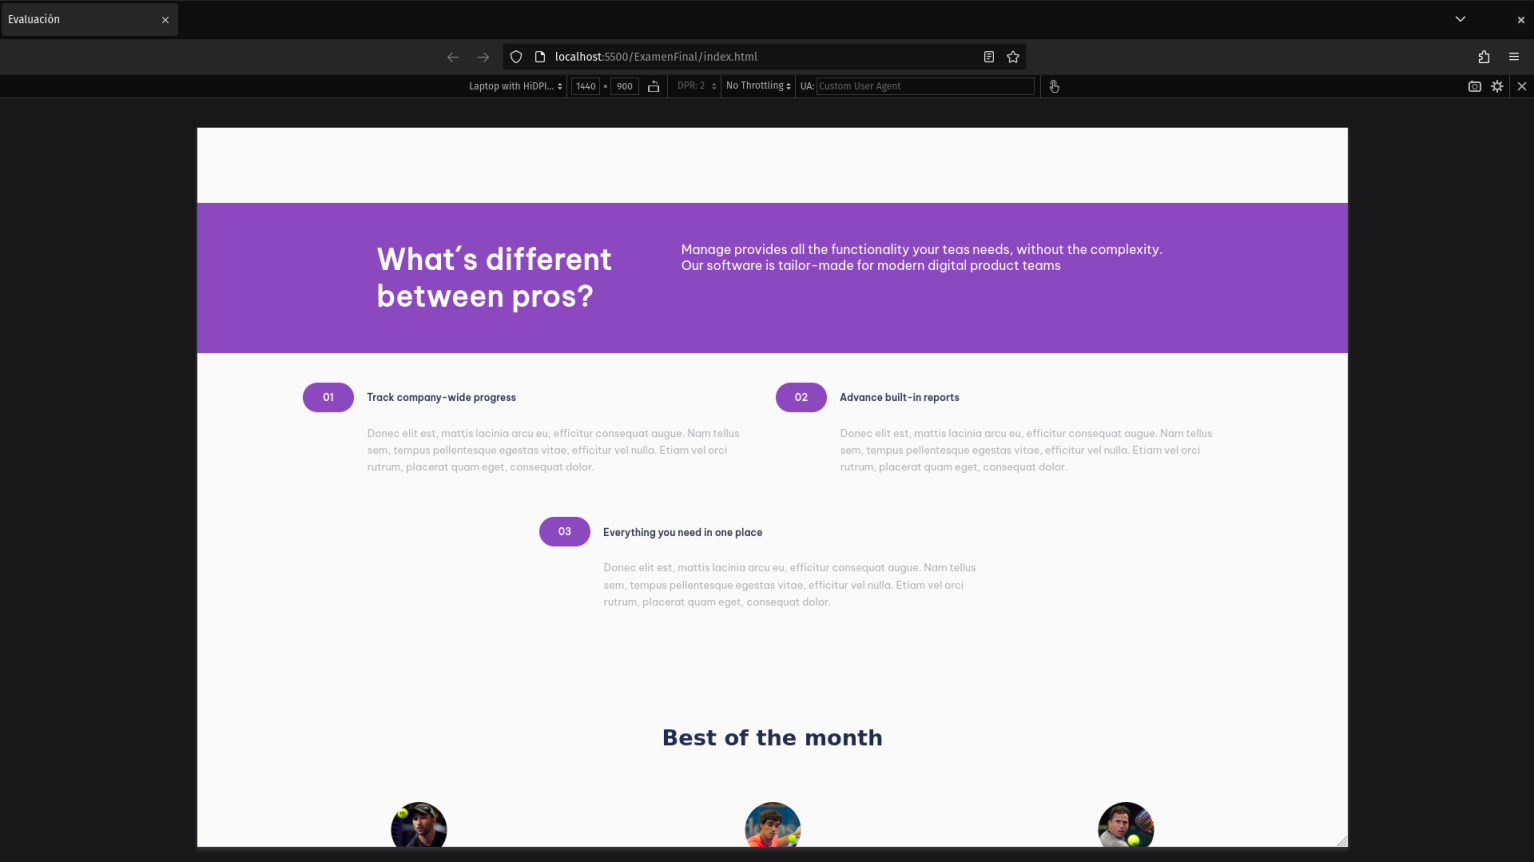 Evaluación
localhost:5500/ExamenFinal/index.html
Laptop with HiDPI... 1440 × 900 DPR: 2 No Throttling UA: Custom User Agent
What´s different
between pros?
Manage provides all the functionality your teas needs, without the complexity.
Our software is tailor-made for modern digital product teams
01 Track company-wide progress
Donec elit est, mattis lacinia arcu eu, efficitur consequat augue. Nam tellus
sem, tempus pellentesque egestas vitae, efficitur vel nulla. Etiam vel orci
rutrum, placerat quam eget, consequat dolor.
02 Advance built-in reports
Donec elit est, mattis lacinia arcu eu, efficitur consequat augue. Nam tellus
sem, tempus pellentesque egestas vitae, efficitur vel nulla. Etiam vel orci
rutrum, placerat quam eget, consequat dolor.
03 Everything you need in one place
Donec elit est, mattis lacinia arcu eu, efficitur consequat augue. Nam tellus
sem, tempus pellentesque egestas vitae, efficitur vel nulla. Etiam vel orci
rutrum, placerat quam eget, consequat dolor.
Best of the month